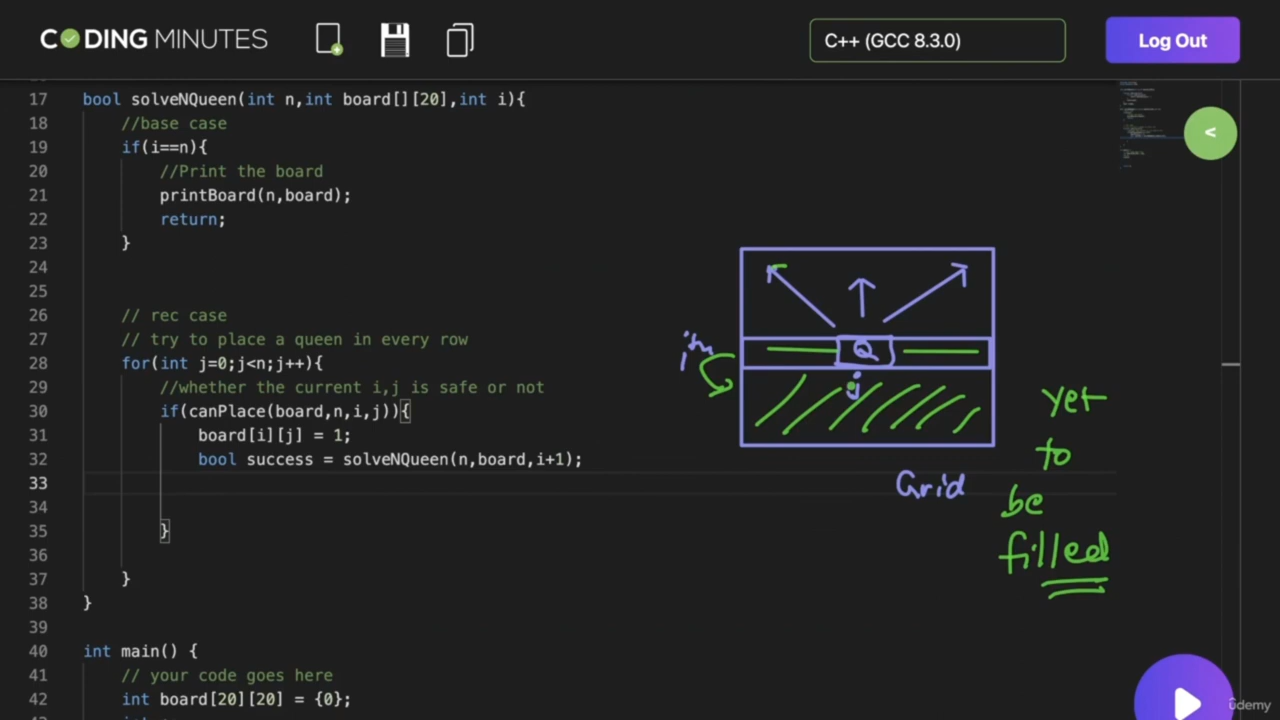 CODING MINUTES
C++ (GCC 8.3.0)
Log Out
<
17 bool solveNQueen(int n,int board[][20],int i){
18 //base case
19 if(i==n){
20 //Print the board
21 printBoard(n,board);
22 return;
23 }
24
25
26 // rec case
27 // try to place a queen in every row
28 for(int j=0;j<n;j++){
29 //whether the current i,j is safe or not
30 if(canPlace(board,n,i,j)){
31 board[i][j] = 1;
32 bool success = solveNQueen(n,board,i+1);
33
34
35 }
36
37 }
38 }
39
40 int main() {
41 // your code goes here
42 int board[20][20] = {0};
ith
Q
j
Grid
yet
to
be
filled
ûdemy